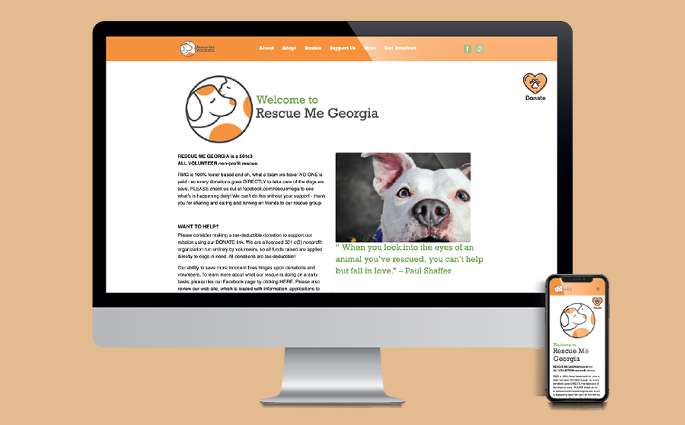 Rescue Me
About Adopt Stories Support Us News Get Involved
Donate
Welcome to
Rescue Me Georgia
RESCUE ME GEORGIA is a 501c3
ALL VOLUNTEER non-profit rescue.
RMG is 100% foster based and oh, what a team we have! NO ONE is
paid - so every donations goes DIRECTLY to take care of the dogs we
save. PLEASE check us out at facebook.com/rescuemega to see
what's happening daily! We can't do this without your support - thank
you for sharing and caring and turning on friends to our rescue group.
WANT TO HELP?
Please consider making a tax-deductible donation to support our
mission using our DONATE link. We are a licensed 501 c(3) nonprofit
organization run entirely by volunteers, so all funds raised are applied
directly to dogs in need. All donations are tax-deductible!
Our ability to save more innocent lives hinges upon donations and
volunteers. To learn more about what our rescue is doing on a daily
basis, please like our Facebook page by clicking HERE. Please also
review our web site, which is loaded with information, applications to
" When you look into the eyes of an
animal you've rescued, you can't help
but fall in love." – Paul Shaffer
Donate
Welcome to
Rescue Me
Georgia
RESCUE ME GEORGIA is a 501c3
ALL VOLUNTEER non-profit rescue.